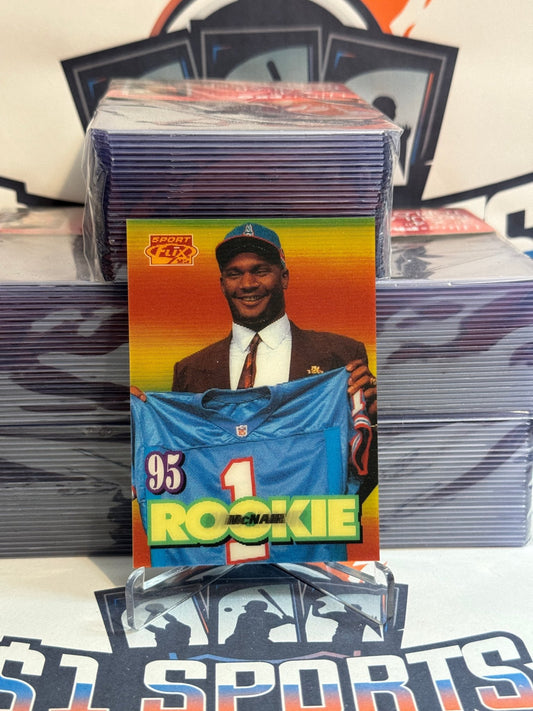 SPORT
FLIX
95
1
ROOKIE
MCNAIR
$1 SPORTS